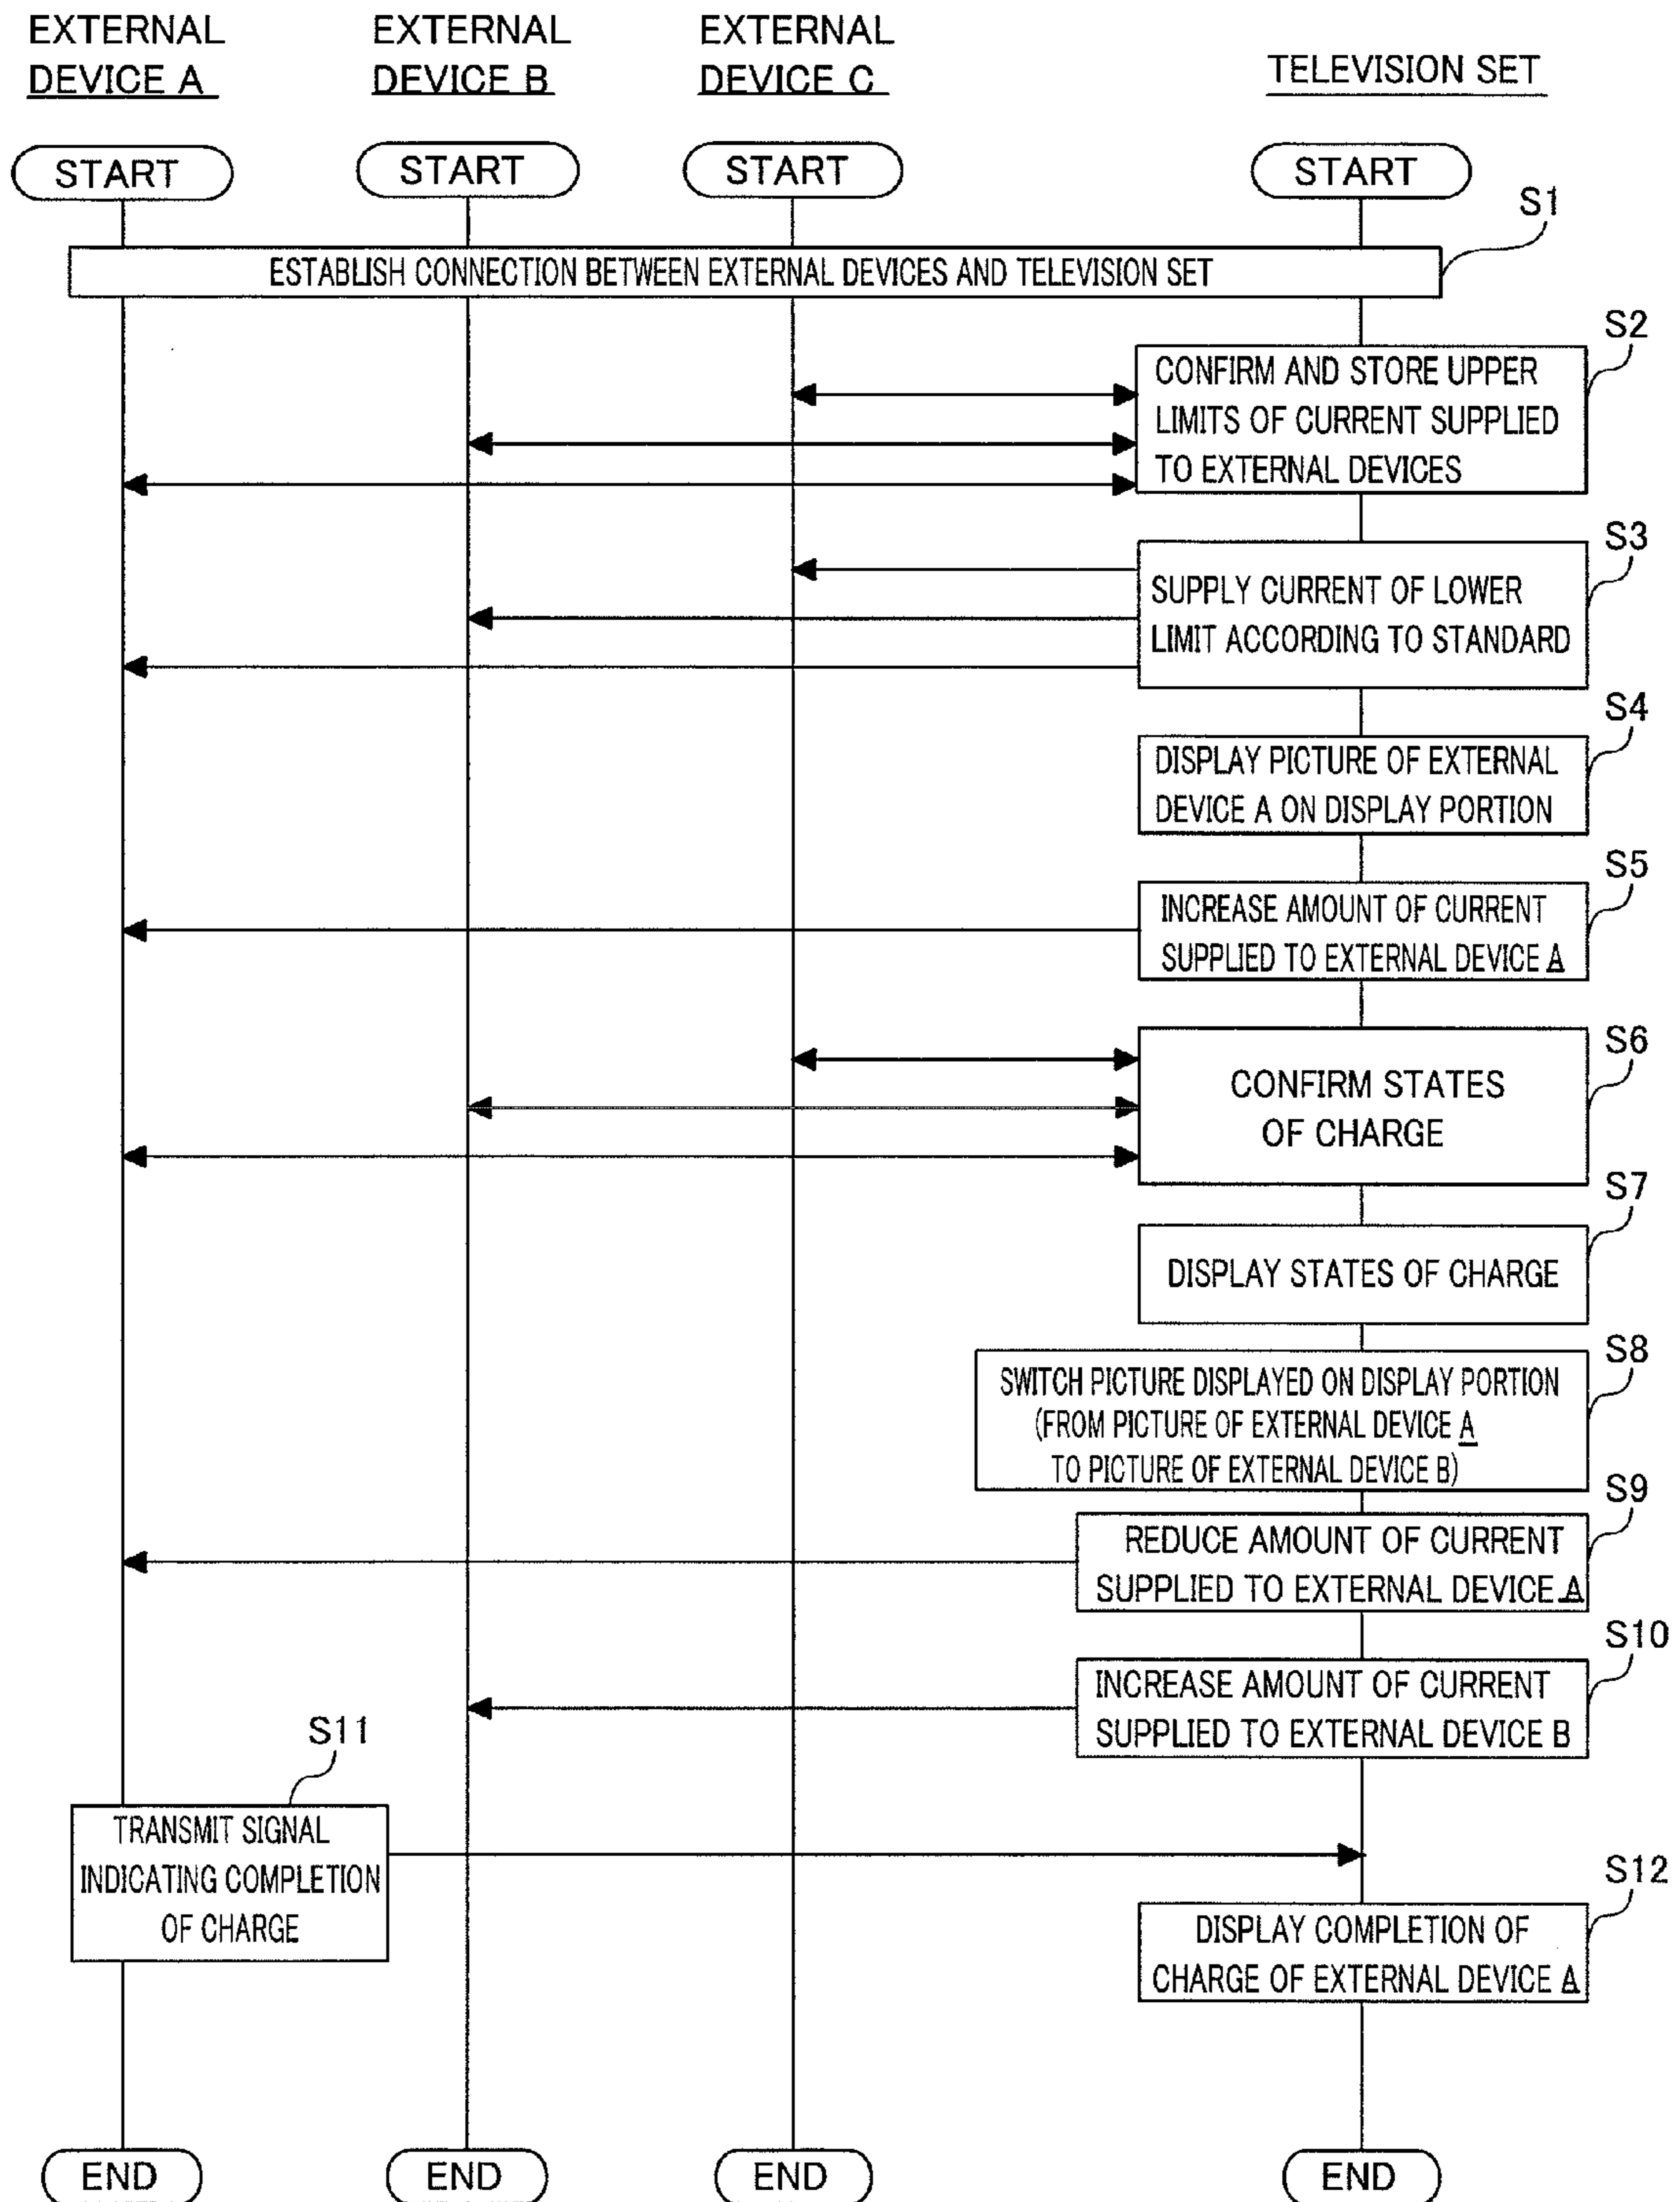 EXTERNAL
DEVICE A
EXTERNAL
DEVICE B
EXTERNAL
DEVICE C
TELEVISION SET
START
START
START
START
S1
ESTABLISH CONNECTION BETWEEN EXTERNAL DEVICES AND TELEVISION SET
S2
CONFIRM AND STORE UPPER
LIMITS OF CURRENT SUPPLIED
TO EXTERNAL DEVICES
S3
SUPPLY CURRENT OF LOWER
LIMIT ACCORDING TO STANDARD
S4
DISPLAY PICTURE OF EXTERNAL
DEVICE A ON DISPLAY PORTION
S5
INCREASE AMOUNT OF CURRENT
SUPPLIED TO EXTERNAL DEVICE A
S6
CONFIRM STATES
OF CHARGE
S7
DISPLAY STATES OF CHARGE
S8
SWITCH PICTURE DISPLAYED ON DISPLAY PORTION
(FROM PICTURE OF EXTERNAL DEVICE A
TO PICTURE OF EXTERNAL DEVICE B)
S9
REDUCE AMOUNT OF CURRENT
SUPPLIED TO EXTERNAL DEVICE A
S10
INCREASE AMOUNT OF CURRENT
SUPPLIED TO EXTERNAL DEVICE B
S11
TRANSMIT SIGNAL
INDICATING COMPLETION
OF CHARGE
S12
DISPLAY COMPLETION OF
CHARGE OF EXTERNAL DEVICE A
END
END
END
END